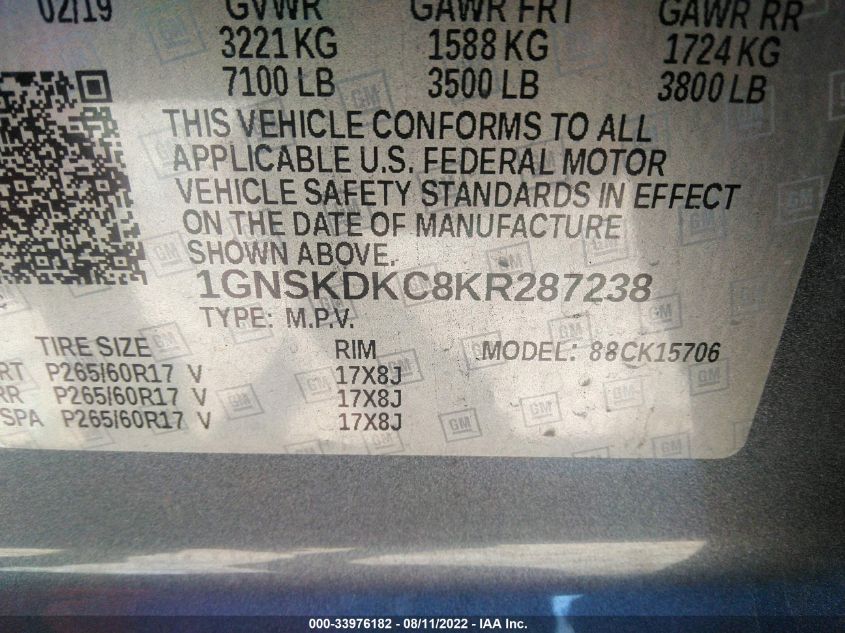 02/19 GVWR GAWR FRT GAWR RR
3221 KG 1588 KG 1724 KG
7100 LB 3500 LB 3800 LB
THIS VEHICLE CONFORMS TO ALL
APPLICABLE U.S. FEDERAL MOTOR
VEHICLE SAFETY STANDARDS IN EFFECT
ON THE DATE OF MANUFACTURE
SHOWN ABOVE.
1GNSKDKC8KR287238
TYPE: M.P.V.
TIRE SIZE RIM MODEL: 88CK15706
RT P265/60R17 V 17X8J
RR P265/60R17 V 17X8J
SPA P265/60R17 V 17X8J
000-33976182 - 08/11/2022 - IAA Inc.